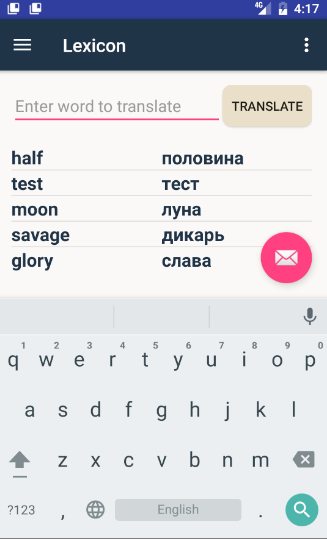 4G 4:17
Lexicon
Enter word to translate TRANSLATE
half половина
test тест
moon луна
savage дикарь
glory слава
1 2 3 4 5 6 7 8 9 0
q w e r t y u i o p
a s d f g h j k l
z x c v b n m
?123 , English .